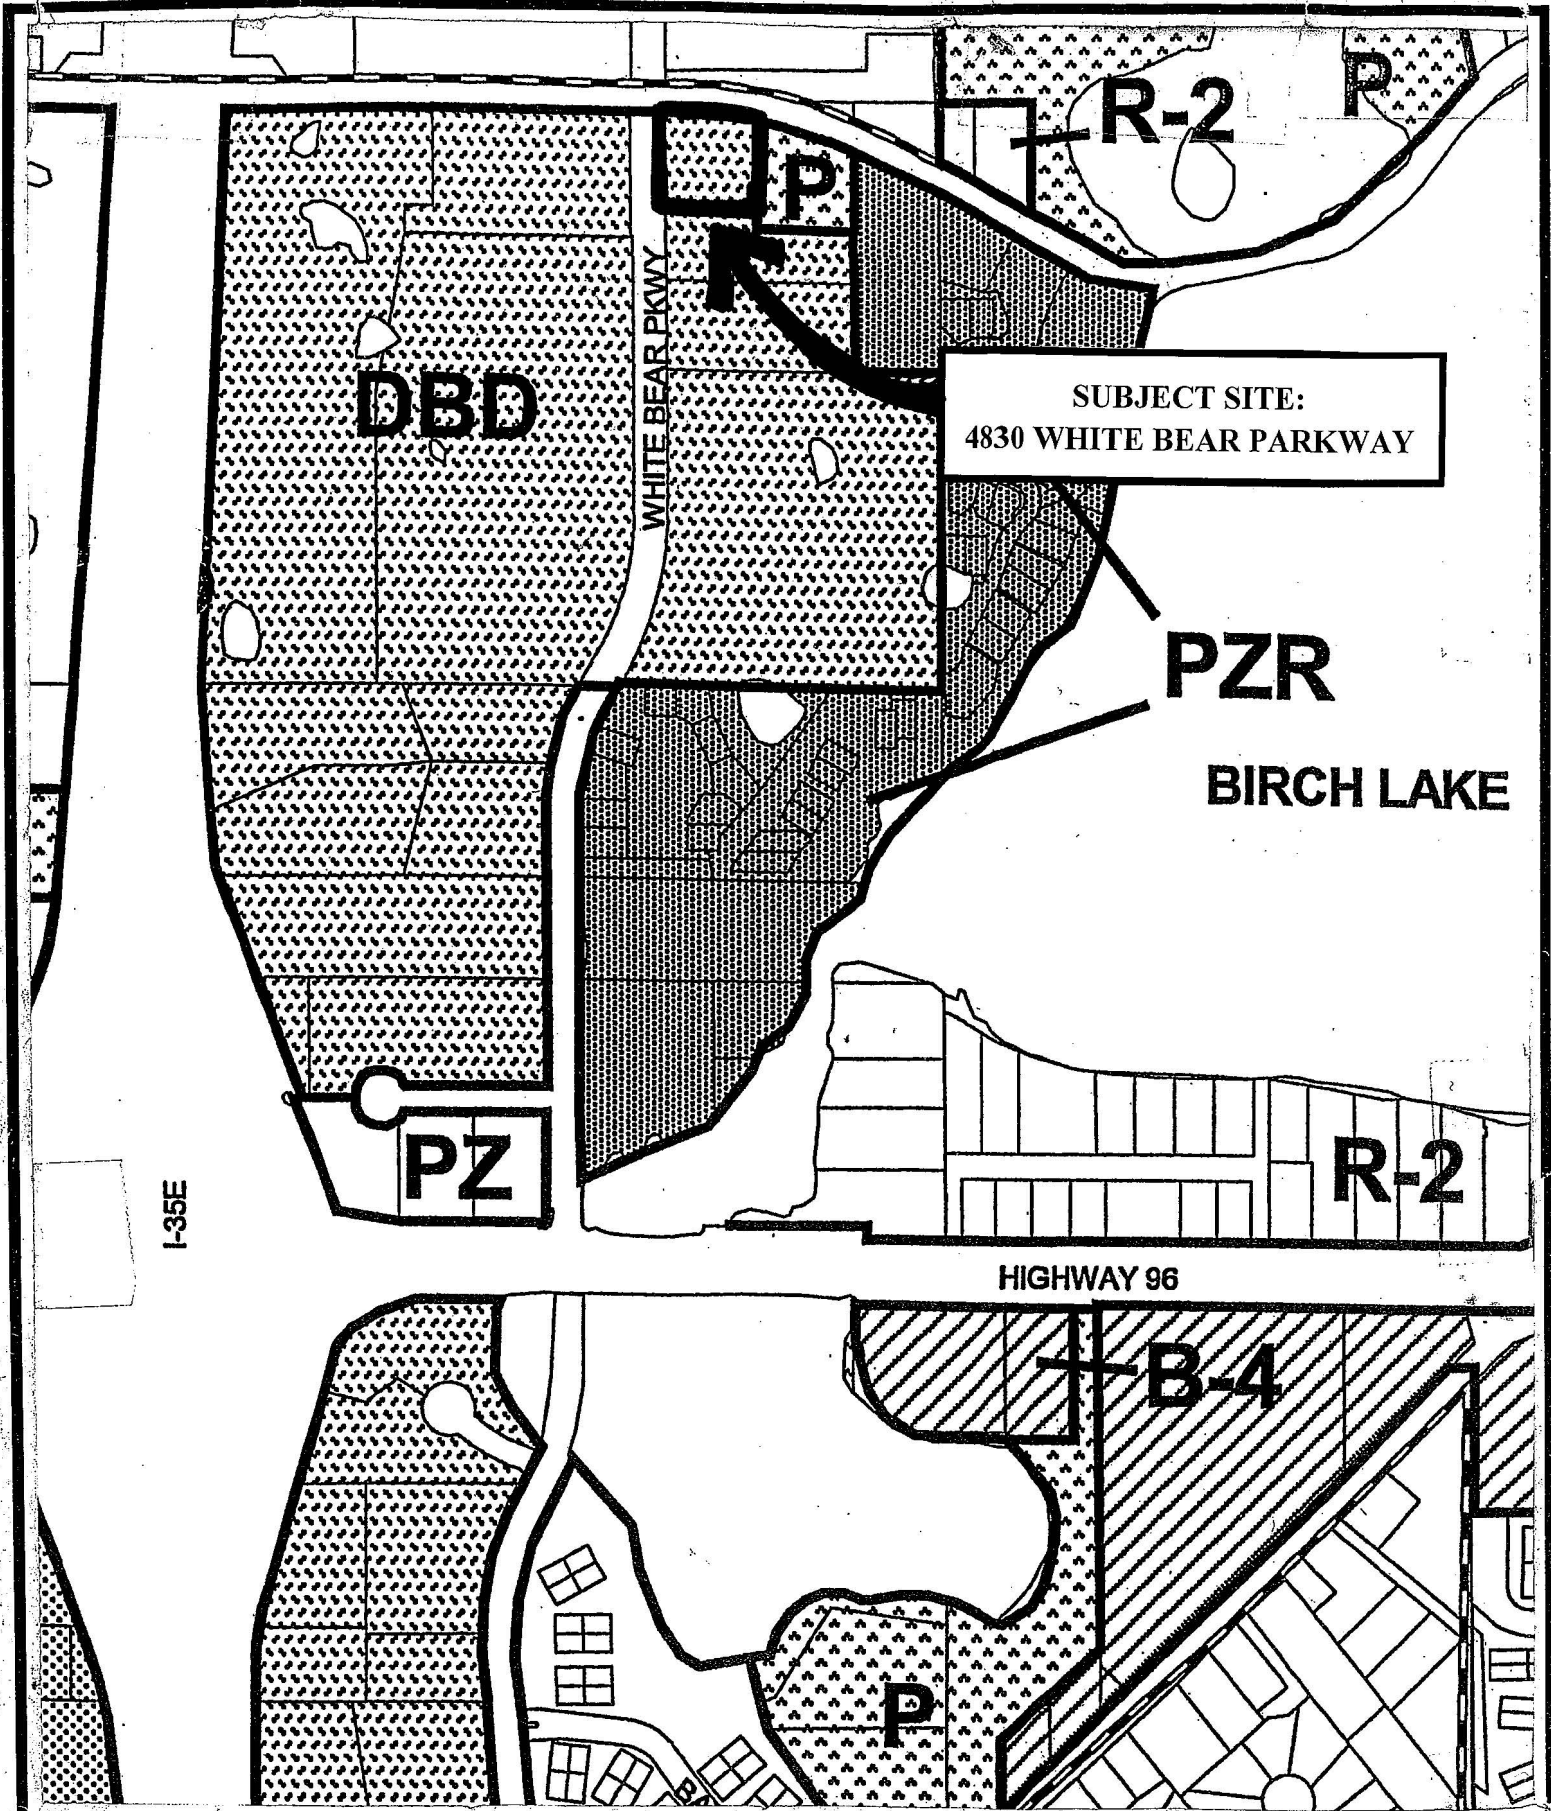 R-2
P
P
WHITE BEAR PKWY
DBD
SUBJECT SITE:
4830 WHITE BEAR PARKWAY
PZR
BIRCH LAKE
PZ
R-2
I-35E
HIGHWAY 96
B-4
P